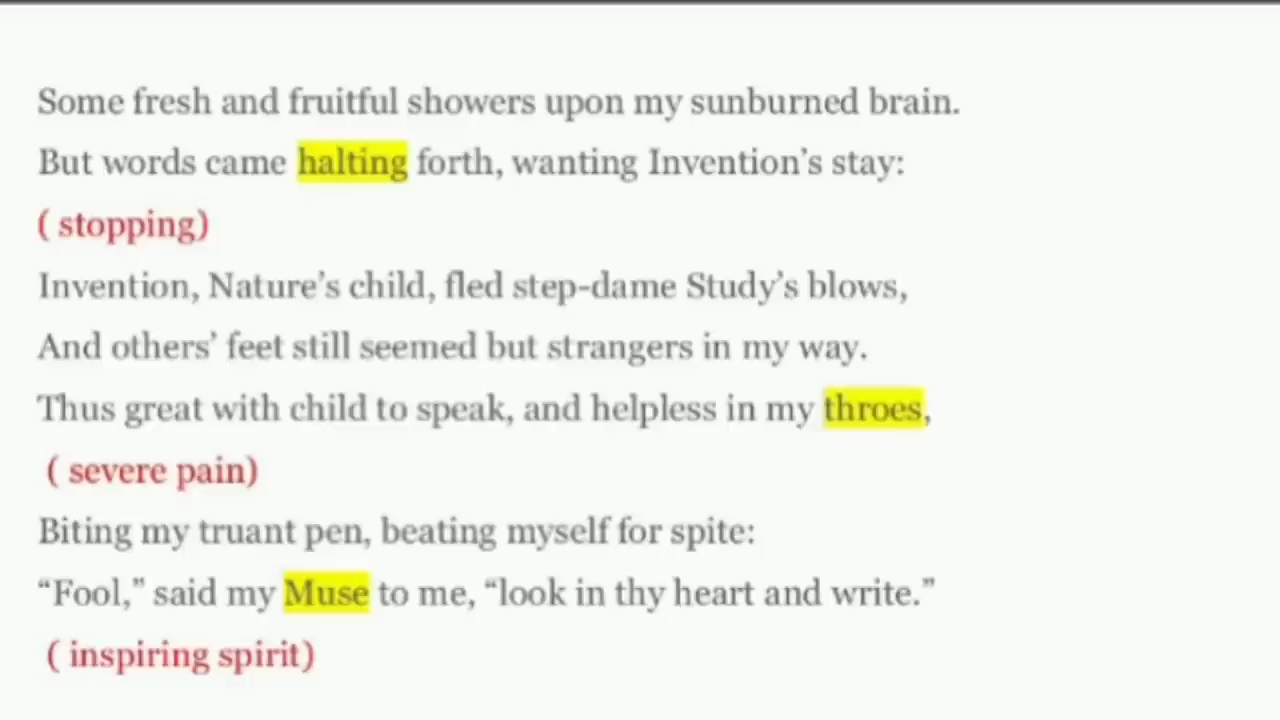 Some fresh and fruitful showers upon my sunburned brain.
But words came halting forth, wanting Invention’s stay:
( stopping)
Invention, Nature’s child, fled step-dame Study’s blows,
And others’ feet still seemed but strangers in my way.
Thus great with child to speak, and helpless in my throes,
( severe pain)
Biting my truant pen, beating myself for spite:
“Fool,” said my Muse to me, “look in thy heart and write.”
( inspiring spirit)